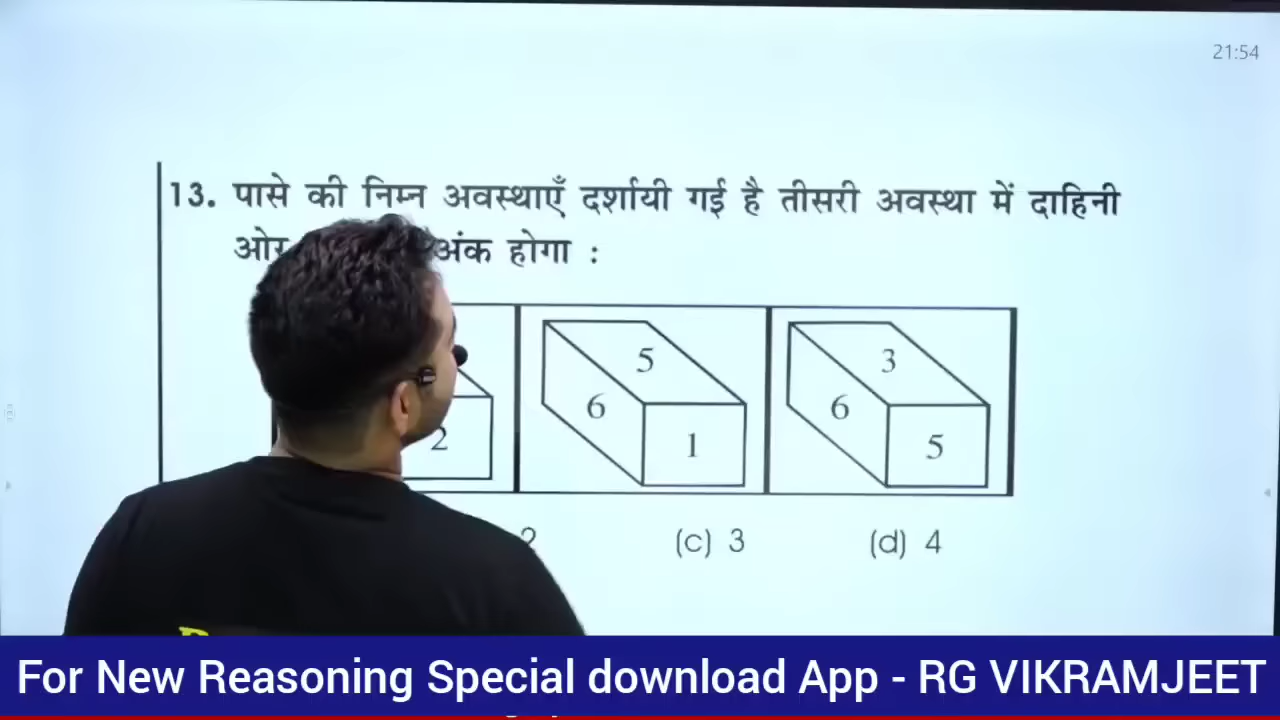 21:54
13. पासे की निम्न अवस्थाएँ दर्शायी गई है तीसरी अवस्था में दाहिनी
ओर अंक होगा :
5
3
6
6
2
1
5
2
(c) 3
(d) 4
For New Reasoning Special download App - RG VIKRAMJEET